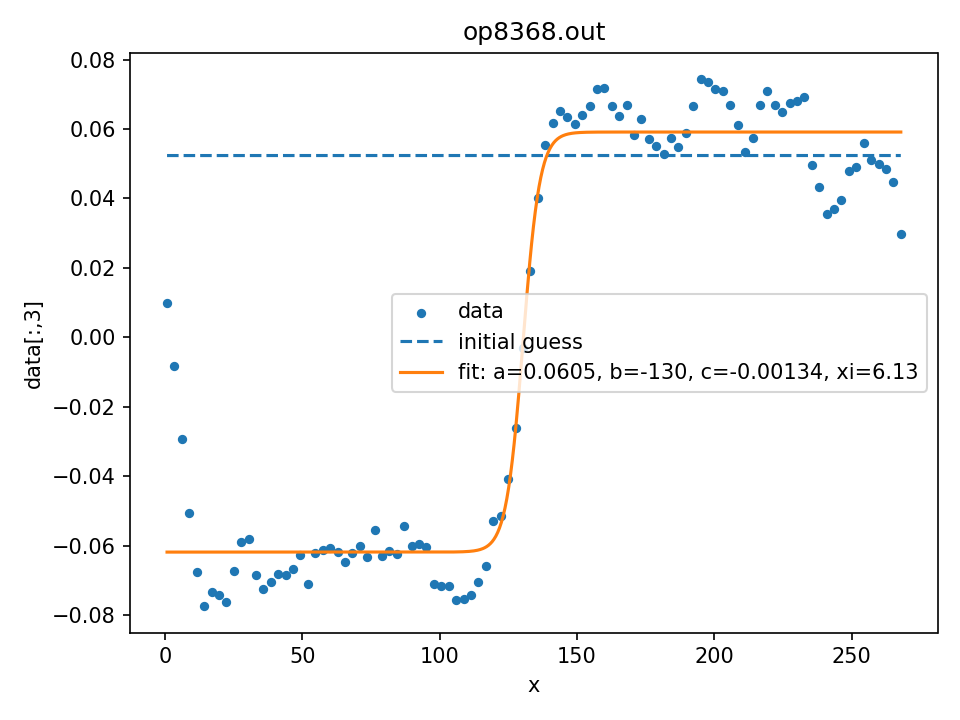 op8368.out
0.08
0.06
0.04
0.02
0.00
−0.02
−0.04
−0.06
−0.08
data[:,3]
data
initial guess
fit: a=0.0605, b=-130, c=-0.00134, xi=6.13
0 50 100 150 200 250
x